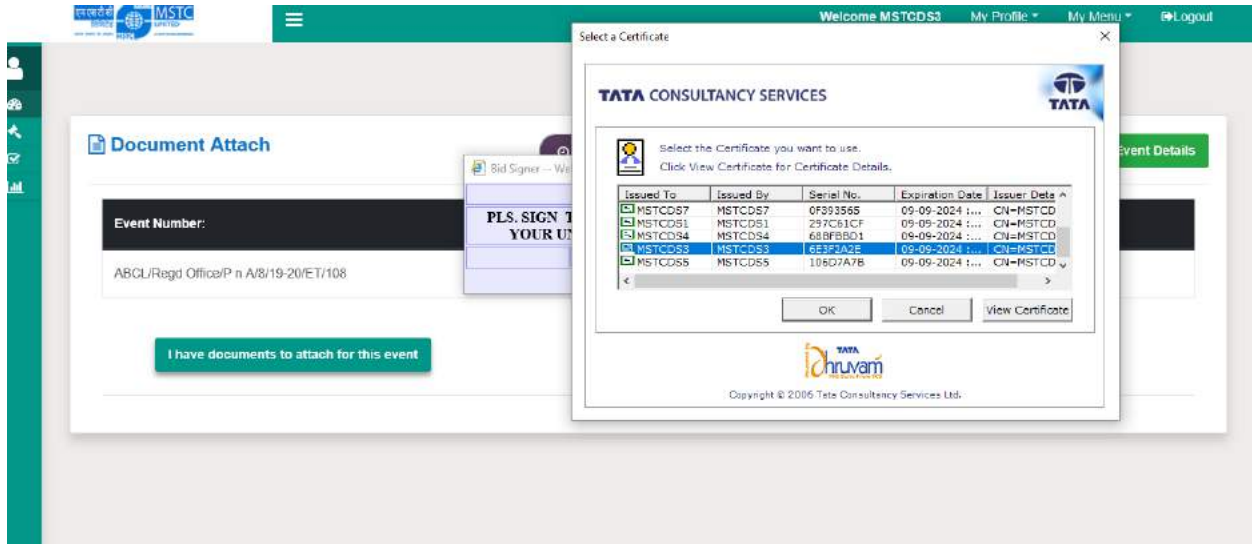 एमएसटीसी
लिमिटेड
MSTC
LIMITED
Welcome MSTCDS3
My Profile
My Menu
Logout
Select a Certificate
TATA CONSULTANCY SERVICES
TATA
Document Attach
Event Details
Select the Certificate you want to use.
Click View Certificate for Certificate Details.
Bid Signer -- We
Issued To Issued By Serial No. Expiration Date Issuer Deta
MSTCDS7 MSTCDS7 0F393565 09-09-2024 :... CN=MSTCD
MSTCDS1 MSTCDS1 297C61CF 09-09-2024 :... CN=MSTCD
MSTCDS4 MSTCDS4 68BFBBD1 09-09-2024 :... CN=MSTCD
MSTCDS3 MSTCDS3 6E3F2A2E 09-09-2024 :... CN=MSTCD
MSTCDS5 MSTCDS5 106D7A7B 09-09-2024 :... CN=MSTCD
PLS. SIGN T
YOUR UN
Event Number:
ABCL/Regd Office/P n A/8/19-20/ET/108
OK
Cancel
View Certificate
I have documents to attach for this event
TATA
Dhruvam
Copyright © 2006 Tata Consultancy Services Ltd.